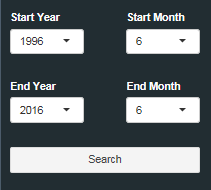 Start Year Start Month
1996 6
End Year End Month
2016 6
Search